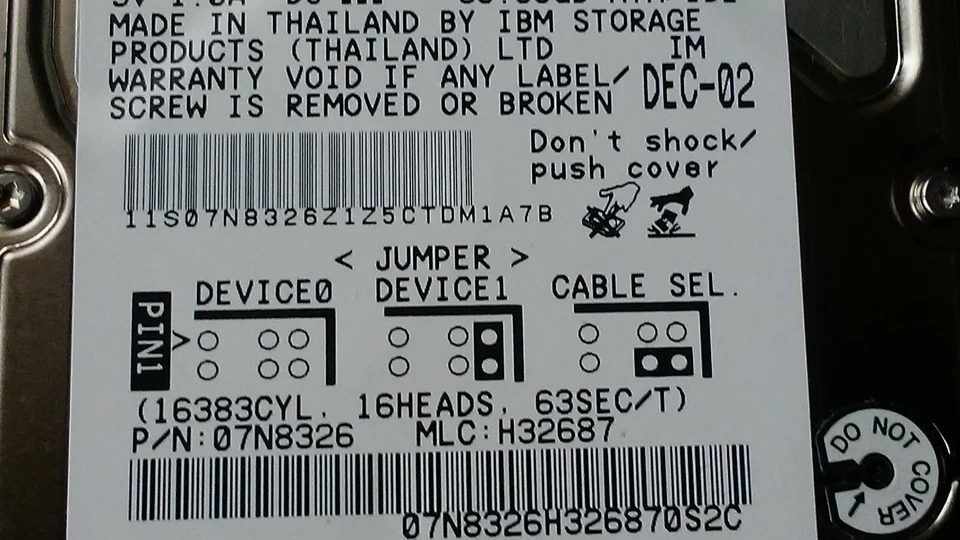 MADE IN THAILAND BY IBM STORAGE
PRODUCTS (THAILAND) LTD IM
WARRANTY VOID IF ANY LABEL/
SCREW IS REMOVED OR BROKEN
DEC-02
Don't shock/
push cover
11S07N8326Z1Z5CTDM1A7B
< JUMPER >
DEVICE0 DEVICE1 CABLE SEL.
PIN1
(16383CYL. 16HEADS. 63SEC/T)
P/N:07N8326 MLC:H32687
07N8326H326870S2C
DO NOT COVER